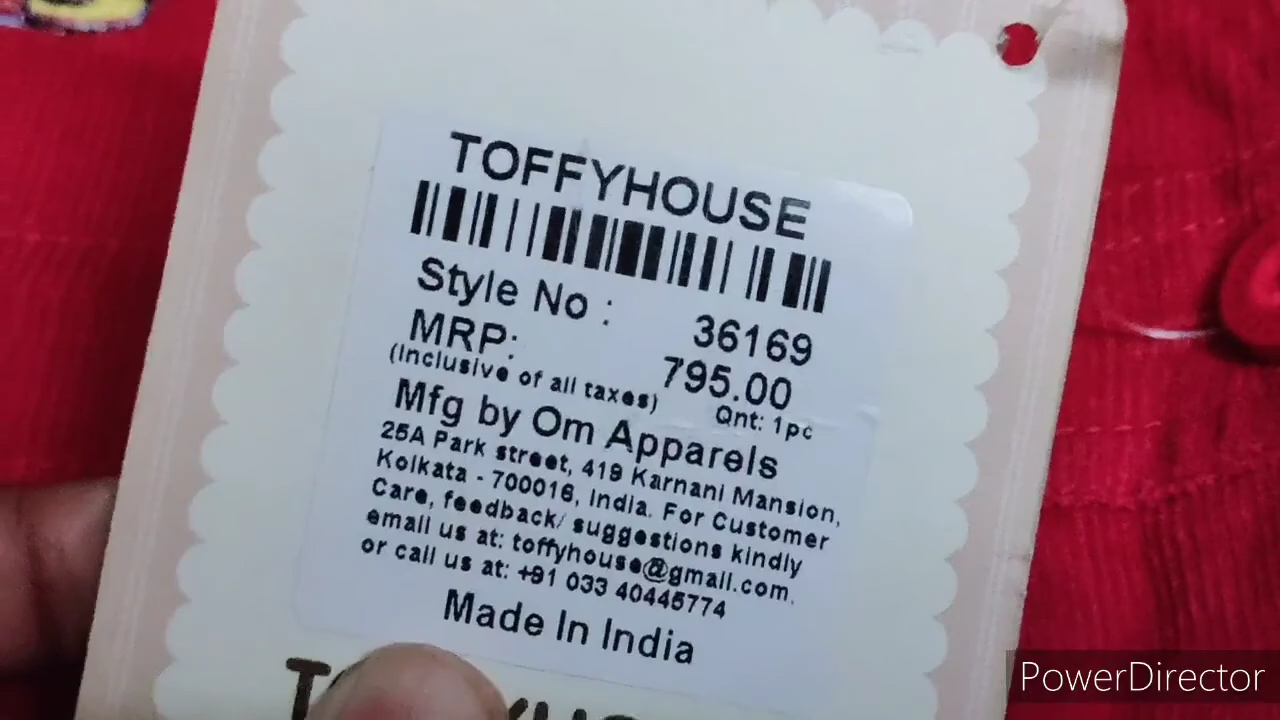 TOFFYHOUSE
Style No : 36169
MRP: 795.00
(Inclusive of all taxes) Qnt: 1pc
Mfg by Om Apparels
25A Park street, 419 Karnani Mansion,
Kolkata - 700016, India. For Customer
Care, feedback/ suggestions kindly
email us at: toffyhouse@gmail.com.
or call us at: +91 033 40445774
Made In India
PowerDirector